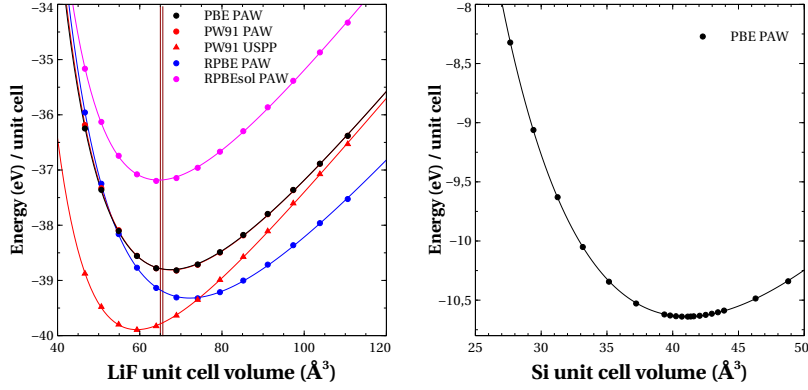 Energy (eV) / unit cell
-34
-35
-36
-37
-38
-39
-40
40
60
80
100
120
LiF unit cell volume (Å³)
PBE PAW
PW91 PAW
PW91 USPP
RPBE PAW
RPBEsol PAW
Energy (eV) / unit cell
-8,5
-9
-9,5
-10
-10,5
25
30
35
40
45
50
Si unit cell volume (Å³)
PBE PAW